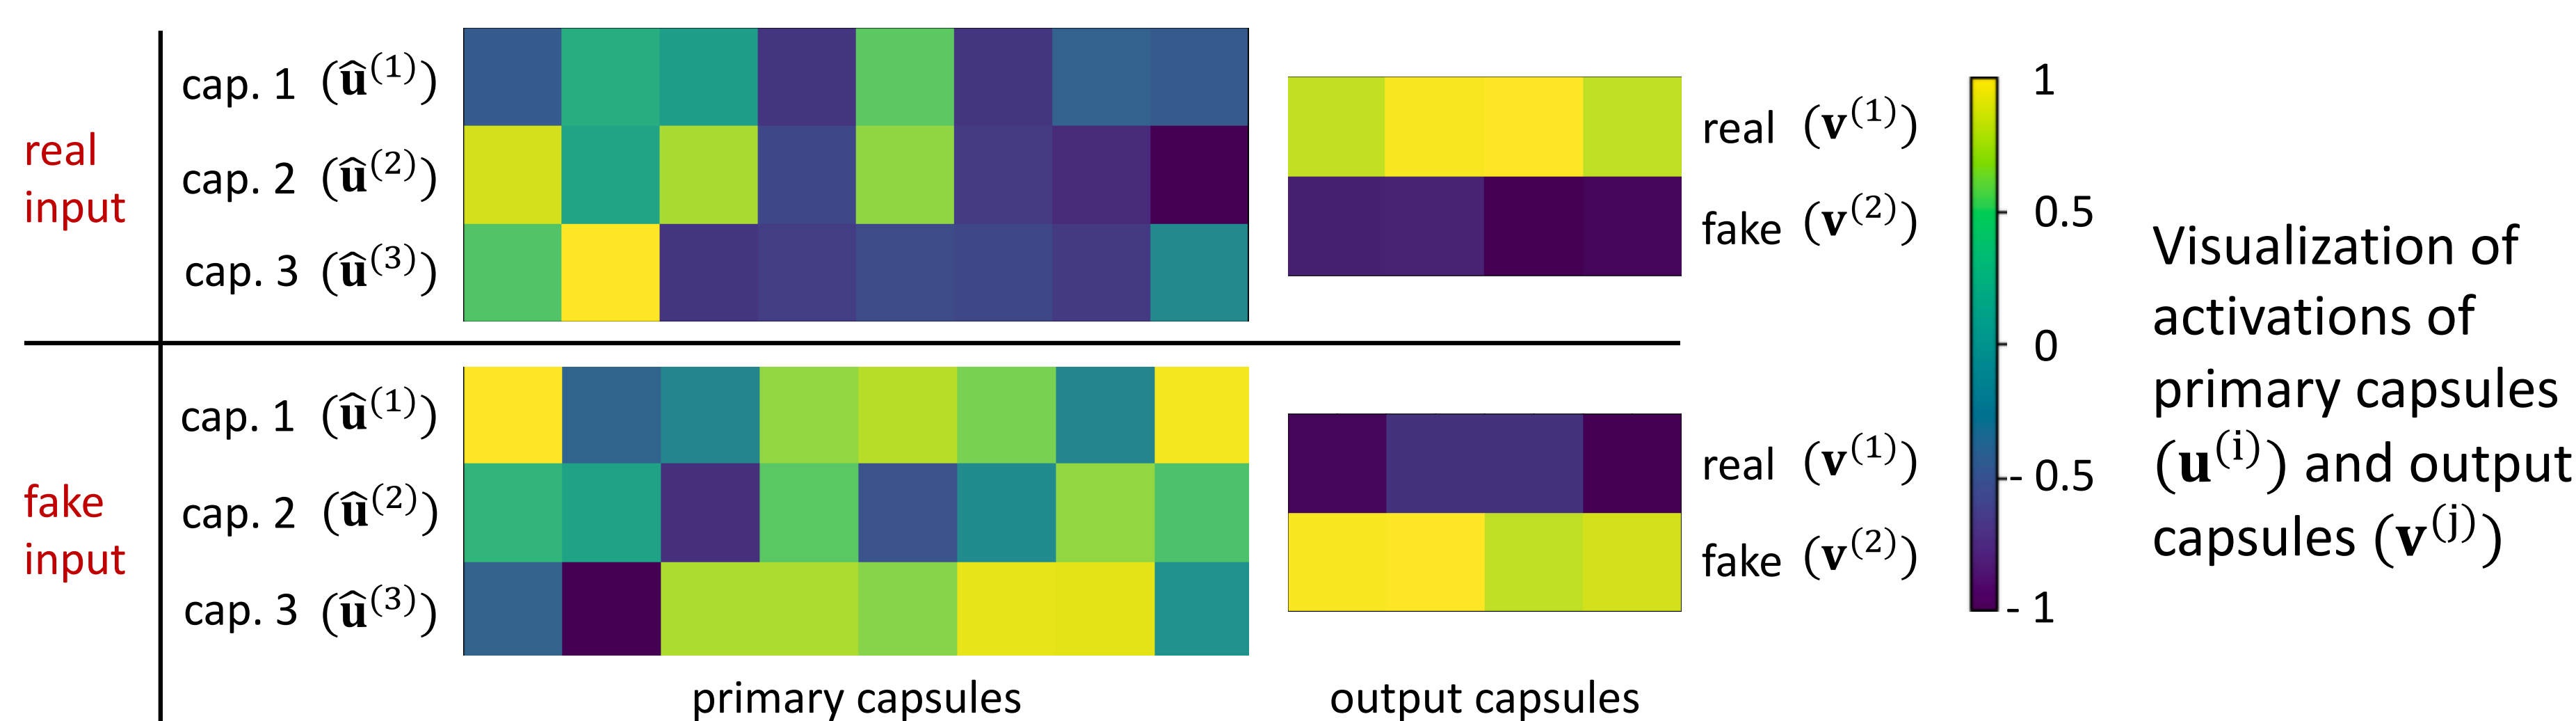 real
input
cap. 1 (û⁽¹⁾)
cap. 2 (û⁽²⁾)
cap. 3 (û⁽³⁾)
real (v⁽¹⁾)
fake (v⁽²⁾)
fake
input
cap. 1 (û⁽¹⁾)
cap. 2 (û⁽²⁾)
cap. 3 (û⁽³⁾)
real (v⁽¹⁾)
fake (v⁽²⁾)
primary capsules
output capsules
1
0.5
0
- 0.5
- 1
Visualization of
activations of
primary capsules
(u⁽ⁱ⁾) and output
capsules (v⁽ʲ⁾)